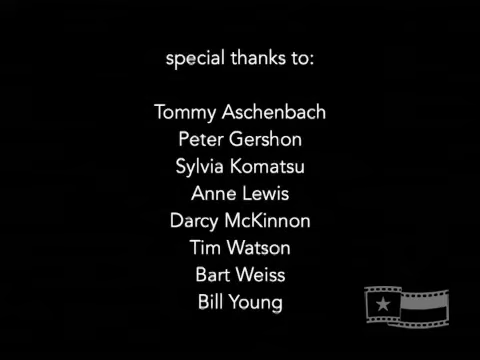 special thanks to:
Tommy Aschenbach
Peter Gershon
Sylvia Komatsu
Anne Lewis
Darcy McKinnon
Tim Watson
Bart Weiss
Bill Young